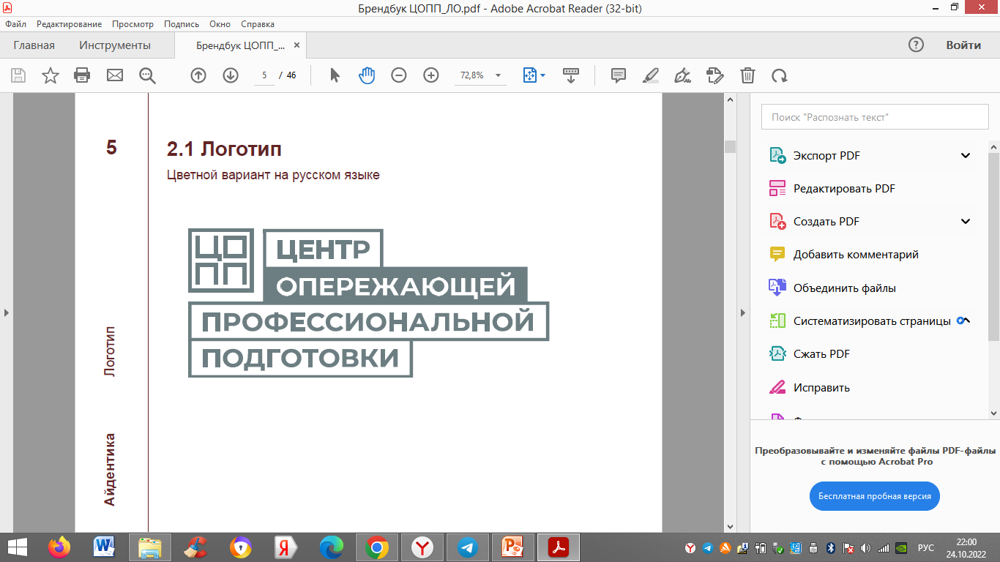 Брендбук ЦОПП_ЛО.pdf - Adobe Acrobat Reader (32-bit)
Файл Редактирование Просмотр Подпись Окно Справка
Главная Инструменты Брендбук ЦОПП_... × Войти
5 / 46 72,8%
Поиск "Распознать текст"
5
2.1 Логотип
Цветной вариант на русском языке
ЦО
ПП
ЦЕНТР
ОПЕРЕЖАЮЩЕЙ
ПРОФЕССИОНАЛЬНОЙ
ПОДГОТОВКИ
Логотип
Айдентика
Экспорт PDF
Редактировать PDF
Создать PDF
Добавить комментарий
Объединить файлы
Систематизировать страницы
Сжать PDF
Исправить
Преобразовывайте и изменяйте файлы PDF-файлы
с помощью Acrobat Pro
Бесплатная пробная версия
РУС
22:00
24.10.2022